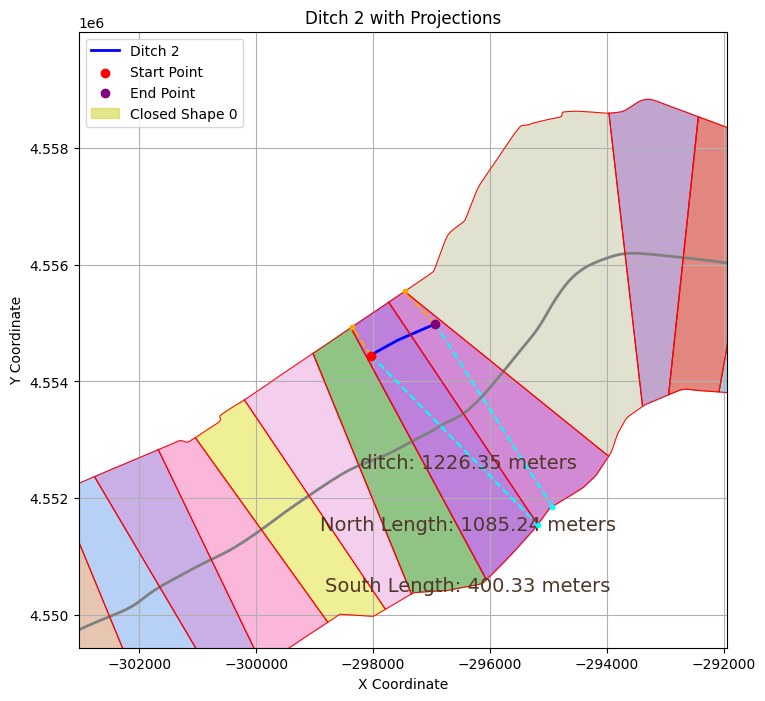 Ditch 2 with Projections
1e6
Ditch 2
Start Point
End Point
Closed Shape 0
4.558
4.556
4.554
4.552
4.550
Y Coordinate
ditch: 1226.35 meters
North Length: 1085.24 meters
South Length: 400.33 meters
−302000 −300000 −298000 −296000 −294000 −292000
X Coordinate